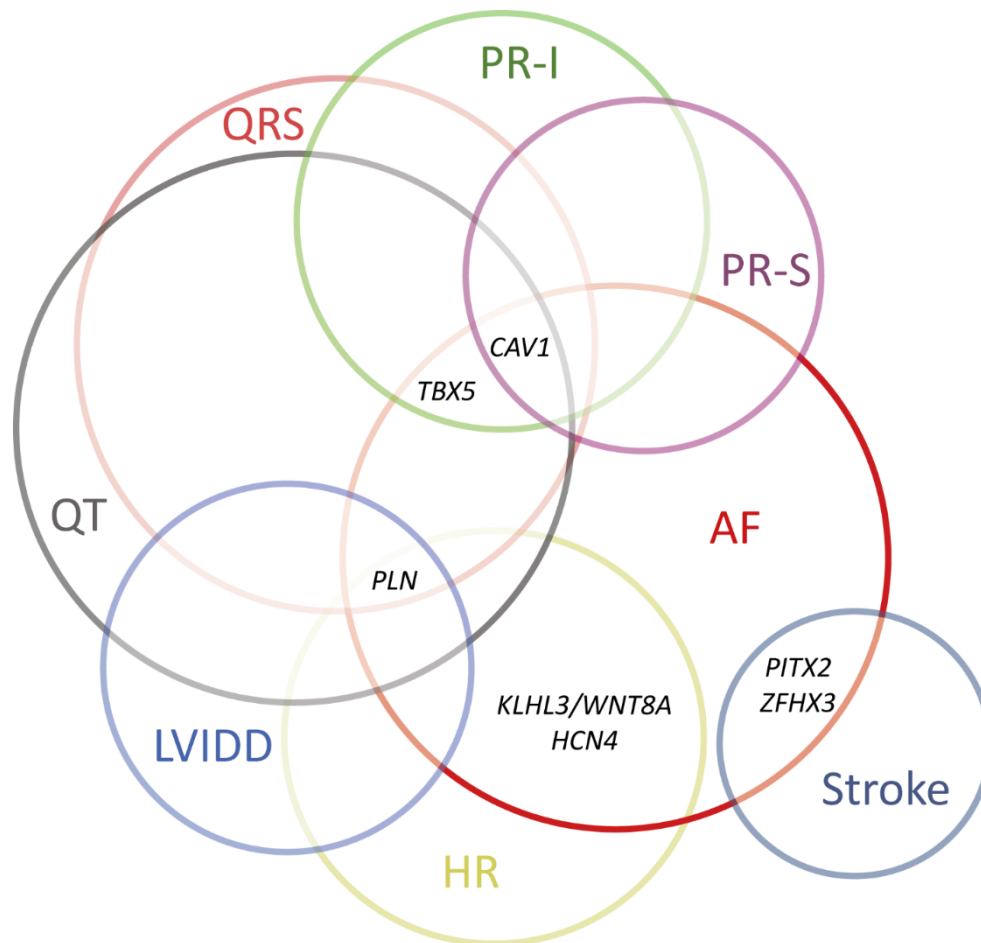 PR-I
QRS
PR-S
CAV1
TBX5
QT
AF
PLN
PITX2
ZFHX3
KLHL3/WNT8A
HCN4
LVIDD
Stroke
HR